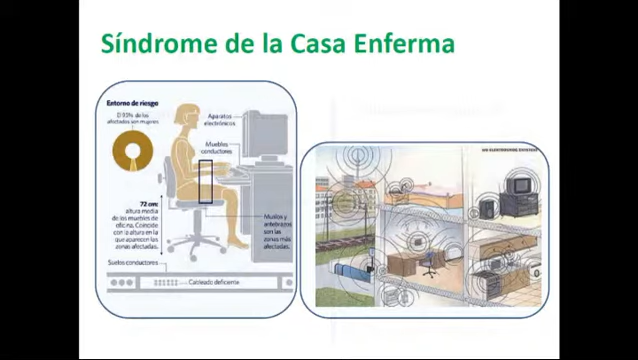 Síndrome de la Casa Enferma
Entorno de riesgo
El 93% de los
afectados son mujeres
Aparatos
electrónicos
Muebles
conductores
72 cm:
altura media
de los muebles de
oficina. Coincide
con la altura en la
que aparecen las
zonas afectadas.
Muslos y
antebrazos
son las
zonas más
afectadas.
Suelos conductores
Cableado deficiente